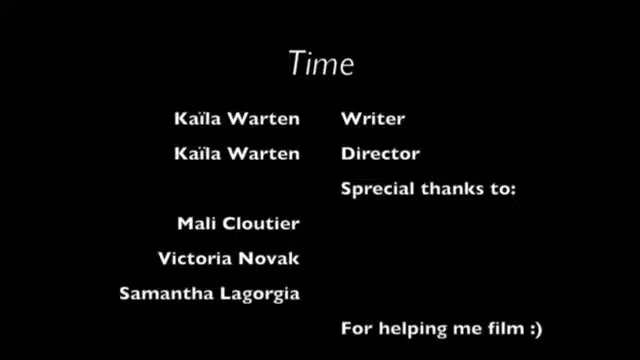 Time
Kaïla Warten Writer
Kaïla Warten Director
Sprecial thanks to:
Mali Cloutier
Victoria Novak
Samantha Lagorgia
For helping me film :)